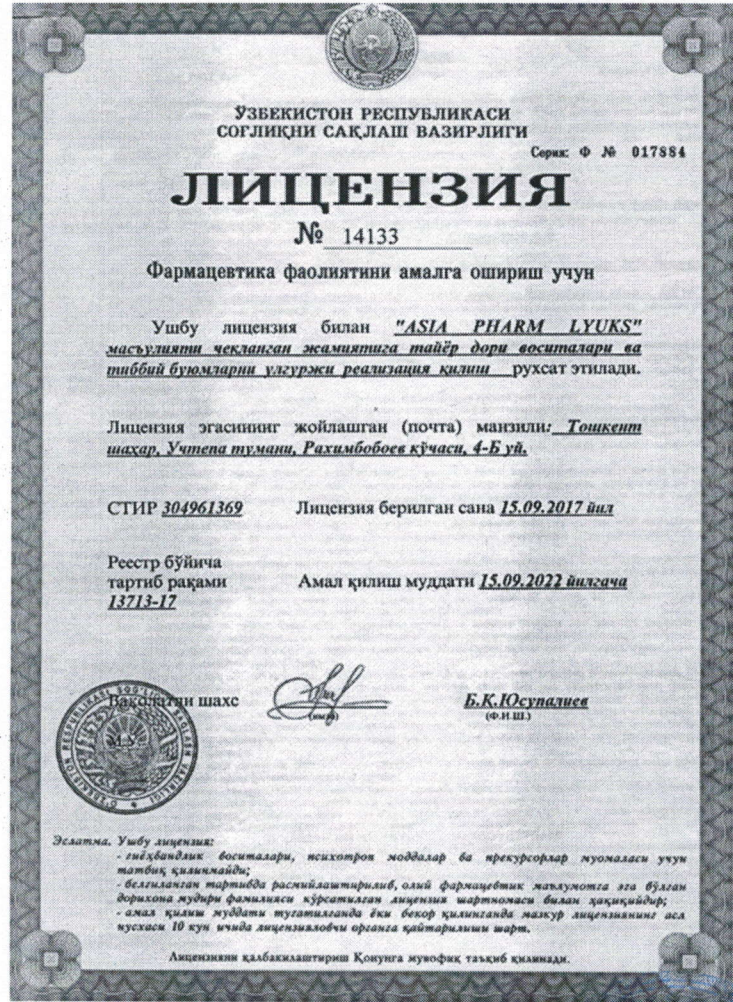 ЎЗБЕКИСТОН РЕСПУБЛИКАСИ
СОҒЛИҚНИ САҚЛАШ ВАЗИРЛИГИ
Серия: Ф № 017884
ЛИЦЕНЗИЯ
№ 14133
Фармацевтика фаолиятини амалга ошириш учун
Ушбу лицензия билан "ASIA PHARM LYUKS"
масъулияти чекланган жамиятига тайёр дори воситалари ва
тиббий буюмларни улгуржи реализация қилиш рухсат этилади.
Лицензия эгасининг жойлашган (почта) манзили: Тошкент
шаҳар, Учтепа тумани, Рахимбобоев кўчаси, 4-Б уй.
СТИР 304961369 Лицензия берилган сана 15.09.2017 йил
Реестр бўйича
тартиб рақами Амал қилиш муддати 15.09.2022 йилгача
13713-17
Ваколатли шахс (имзо) Б.К.Юсупалиев
(Ф.И.Ш.)
M.Ў.
Эслатма. Ушбу лицензия:
- гиёҳвандлик воситалари, психотроп моддалар ва прекурсорлар муомаласи учун
татбиқ қилинмайди;
- белгиланган тартибда расмийлаштирилиб, олий фармацевтик маълумотга эга бўлган
дорихона мудири фамилияси кўрсатилган лицензия шартномаси билан ҳақиқийдир;
- амал қилиш муддати тугатилганда ёки бекор қилинганда мазкур лицензиянинг асл
нусхаси 10 кун ичида лицензияловчи органга қайтарилиши шарт.
Лицензияни қалбакилаштириш Қонунга мувофиқ таъқиб қилинади.